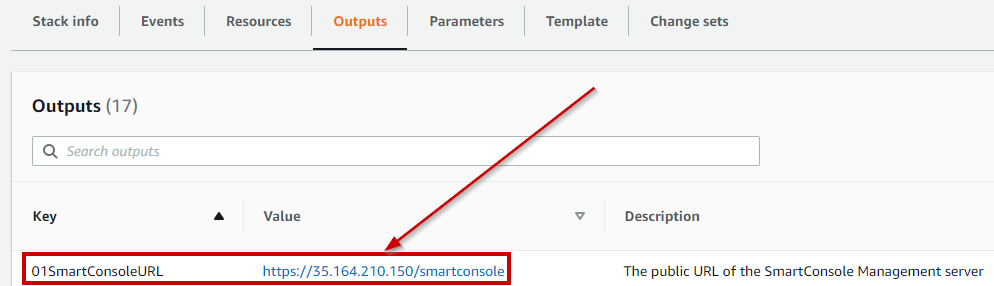 Stack info Events Resources Outputs Parameters Template Change sets
Outputs (17)
Search outputs
Key Value Description
01SmartConsoleURL https://35.164.210.150/smartconsole The public URL of the SmartConsole Management server